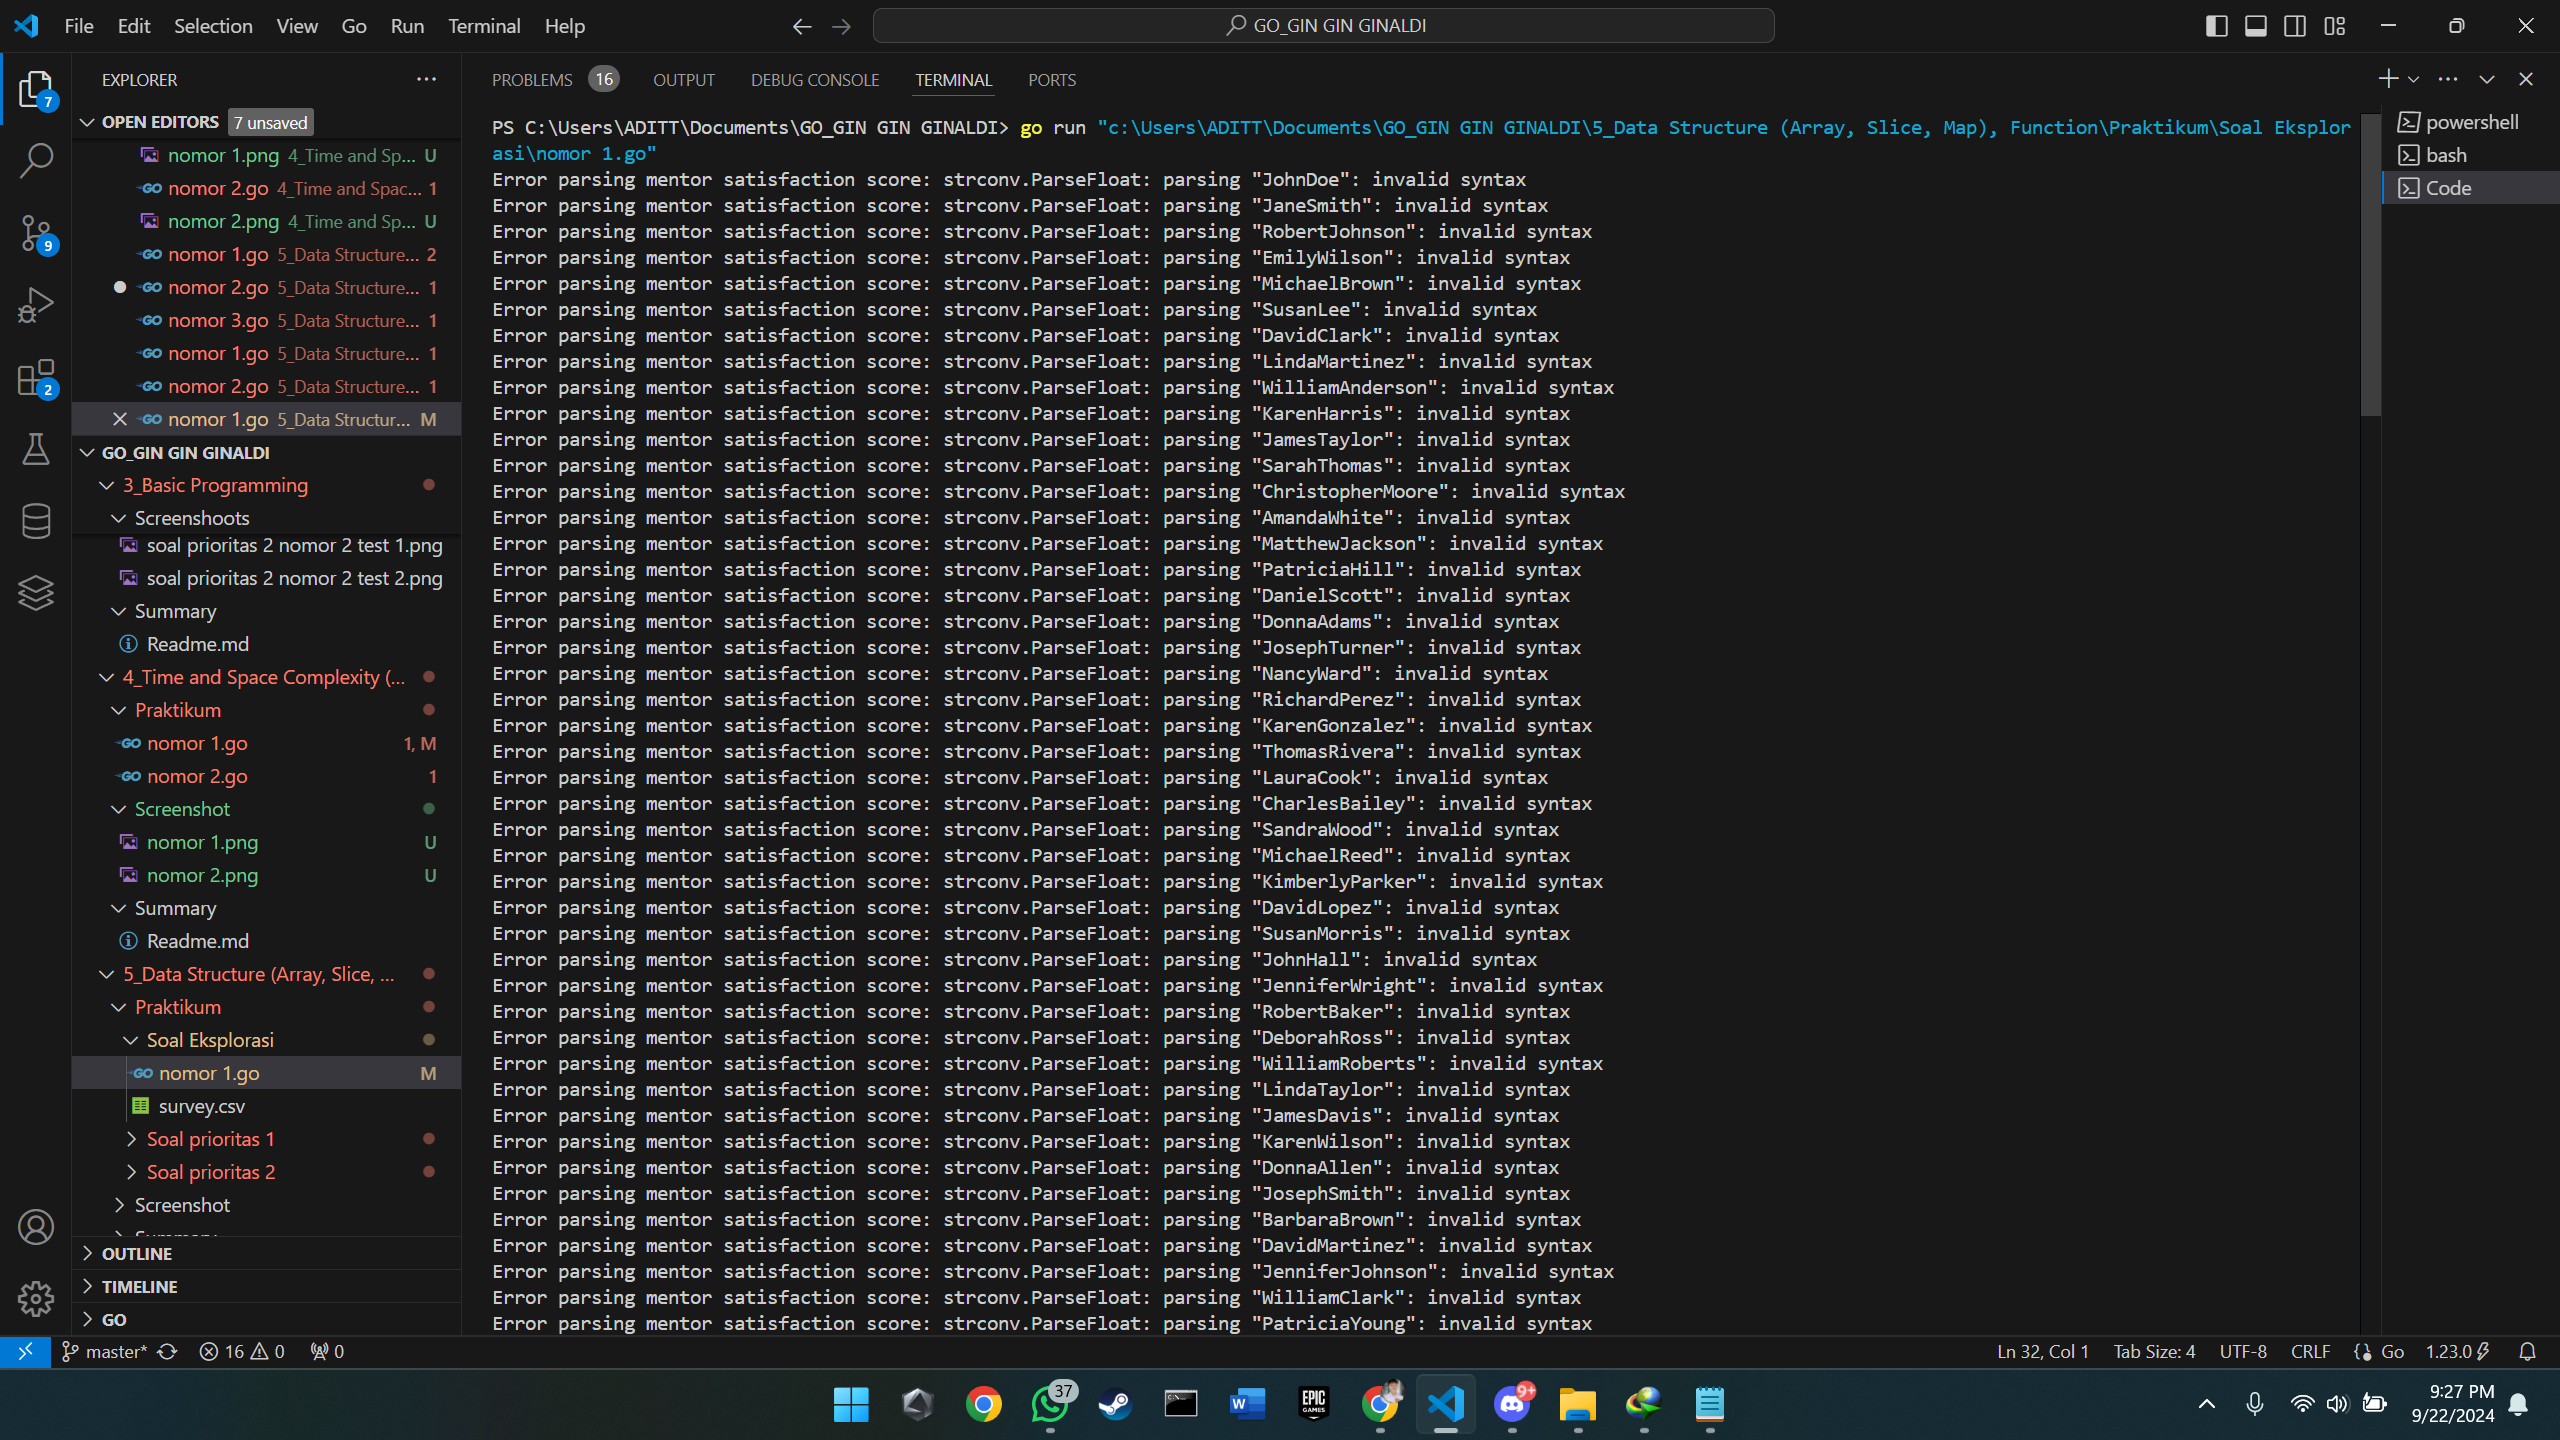 File Edit Selection View Go Run Terminal Help
GO_GIN GIN GINALDI
EXPLORER
OPEN EDITORS 7 unsaved
nomor 1.png 4_Time and Sp... U
nomor 2.go 4_Time and Spac... 1
nomor 2.png 4_Time and Sp... U
nomor 1.go 5_Data Structure... 2
nomor 2.go 5_Data Structure... 1
nomor 3.go 5_Data Structure... 1
nomor 1.go 5_Data Structure... 1
nomor 2.go 5_Data Structure... 1
nomor 1.go 5_Data Structur... M
GO_GIN GIN GINALDI
3_Basic Programming
Screenshoots
soal prioritas 2 nomor 2 test 1.png
soal prioritas 2 nomor 2 test 2.png
Summary
Readme.md
4_Time and Space Complexity (...
Praktikum
nomor 1.go 1, M
nomor 2.go 1
Screenshot
nomor 1.png U
nomor 2.png U
Summary
Readme.md
5_Data Structure (Array, Slice, ...
Praktikum
Soal Eksplorasi
nomor 1.go M
survey.csv
Soal prioritas 1
Soal prioritas 2
Screenshot
OUTLINE
TIMELINE
GO
7
9
2
PROBLEMS 16 OUTPUT DEBUG CONSOLE TERMINAL PORTS
PS C:\Users\ADITT\Documents\GO_GIN GIN GINALDI> go run "c:\Users\ADITT\Documents\GO_GIN GIN GINALDI\5_Data Structure (Array, Slice, Map), Function\Praktikum\Soal Eksplor
asi\nomor 1.go"
Error parsing mentor satisfaction score: strconv.ParseFloat: parsing "JohnDoe": invalid syntax
Error parsing mentor satisfaction score: strconv.ParseFloat: parsing "JaneSmith": invalid syntax
Error parsing mentor satisfaction score: strconv.ParseFloat: parsing "RobertJohnson": invalid syntax
Error parsing mentor satisfaction score: strconv.ParseFloat: parsing "EmilyWilson": invalid syntax
Error parsing mentor satisfaction score: strconv.ParseFloat: parsing "MichaelBrown": invalid syntax
Error parsing mentor satisfaction score: strconv.ParseFloat: parsing "SusanLee": invalid syntax
Error parsing mentor satisfaction score: strconv.ParseFloat: parsing "DavidClark": invalid syntax
Error parsing mentor satisfaction score: strconv.ParseFloat: parsing "LindaMartinez": invalid syntax
Error parsing mentor satisfaction score: strconv.ParseFloat: parsing "WilliamAnderson": invalid syntax
Error parsing mentor satisfaction score: strconv.ParseFloat: parsing "KarenHarris": invalid syntax
Error parsing mentor satisfaction score: strconv.ParseFloat: parsing "JamesTaylor": invalid syntax
Error parsing mentor satisfaction score: strconv.ParseFloat: parsing "SarahThomas": invalid syntax
Error parsing mentor satisfaction score: strconv.ParseFloat: parsing "ChristopherMoore": invalid syntax
Error parsing mentor satisfaction score: strconv.ParseFloat: parsing "AmandaWhite": invalid syntax
Error parsing mentor satisfaction score: strconv.ParseFloat: parsing "MatthewJackson": invalid syntax
Error parsing mentor satisfaction score: strconv.ParseFloat: parsing "PatriciaHill": invalid syntax
Error parsing mentor satisfaction score: strconv.ParseFloat: parsing "DanielScott": invalid syntax
Error parsing mentor satisfaction score: strconv.ParseFloat: parsing "DonnaAdams": invalid syntax
Error parsing mentor satisfaction score: strconv.ParseFloat: parsing "JosephTurner": invalid syntax
Error parsing mentor satisfaction score: strconv.ParseFloat: parsing "NancyWard": invalid syntax
Error parsing mentor satisfaction score: strconv.ParseFloat: parsing "RichardPerez": invalid syntax
Error parsing mentor satisfaction score: strconv.ParseFloat: parsing "KarenGonzalez": invalid syntax
Error parsing mentor satisfaction score: strconv.ParseFloat: parsing "ThomasRivera": invalid syntax
Error parsing mentor satisfaction score: strconv.ParseFloat: parsing "LauraCook": invalid syntax
Error parsing mentor satisfaction score: strconv.ParseFloat: parsing "CharlesBailey": invalid syntax
Error parsing mentor satisfaction score: strconv.ParseFloat: parsing "SandraWood": invalid syntax
Error parsing mentor satisfaction score: strconv.ParseFloat: parsing "MichaelReed": invalid syntax
Error parsing mentor satisfaction score: strconv.ParseFloat: parsing "KimberlyParker": invalid syntax
Error parsing mentor satisfaction score: strconv.ParseFloat: parsing "DavidLopez": invalid syntax
Error parsing mentor satisfaction score: strconv.ParseFloat: parsing "SusanMorris": invalid syntax
Error parsing mentor satisfaction score: strconv.ParseFloat: parsing "JohnHall": invalid syntax
Error parsing mentor satisfaction score: strconv.ParseFloat: parsing "JenniferWright": invalid syntax
Error parsing mentor satisfaction score: strconv.ParseFloat: parsing "RobertBaker": invalid syntax
Error parsing mentor satisfaction score: strconv.ParseFloat: parsing "DeborahRoss": invalid syntax
Error parsing mentor satisfaction score: strconv.ParseFloat: parsing "WilliamRoberts": invalid syntax
Error parsing mentor satisfaction score: strconv.ParseFloat: parsing "LindaTaylor": invalid syntax
Error parsing mentor satisfaction score: strconv.ParseFloat: parsing "JamesDavis": invalid syntax
Error parsing mentor satisfaction score: strconv.ParseFloat: parsing "KarenWilson": invalid syntax
Error parsing mentor satisfaction score: strconv.ParseFloat: parsing "DonnaAllen": invalid syntax
Error parsing mentor satisfaction score: strconv.ParseFloat: parsing "JosephSmith": invalid syntax
Error parsing mentor satisfaction score: strconv.ParseFloat: parsing "BarbaraBrown": invalid syntax
Error parsing mentor satisfaction score: strconv.ParseFloat: parsing "DavidMartinez": invalid syntax
Error parsing mentor satisfaction score: strconv.ParseFloat: parsing "JenniferJohnson": invalid syntax
Error parsing mentor satisfaction score: strconv.ParseFloat: parsing "WilliamClark": invalid syntax
Error parsing mentor satisfaction score: strconv.ParseFloat: parsing "PatriciaYoung": invalid syntax
powershell
bash
Code
master* 16 0 0 Ln 32, Col 1 Tab Size: 4 UTF-8 CRLF Go 1.23.0
37
EPIC GAMES
9+
9:27 PM
9/22/2024